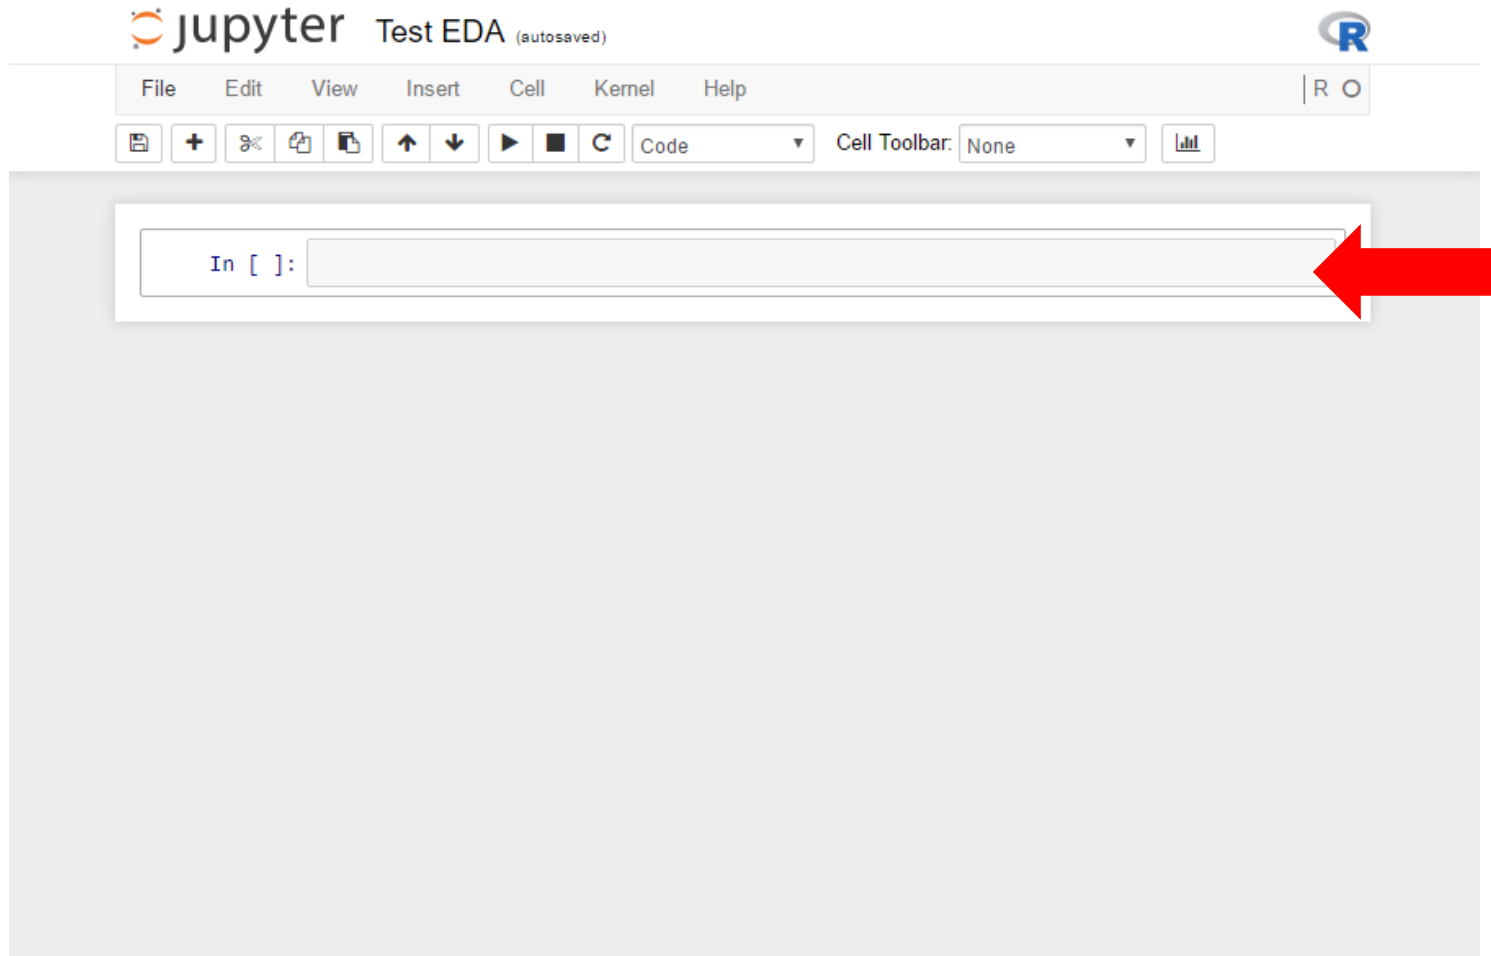 jupyter Test EDA (autosaved)
R
File Edit View Insert Cell Kernel Help R
Code Cell Toolbar: None
In [ ]: